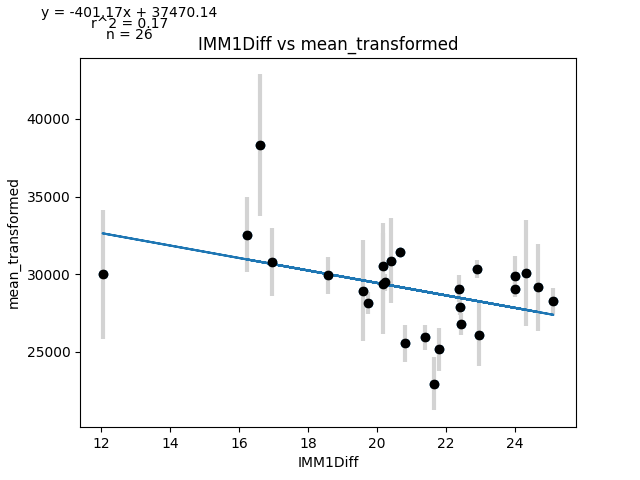 y = -401.17x + 37470.14
r^2 = 0.17
n = 26
IMM1Diff vs mean_transformed
40000
35000
30000
25000
mean_transformed
12 14 16 18 20 22 24
IMM1Diff